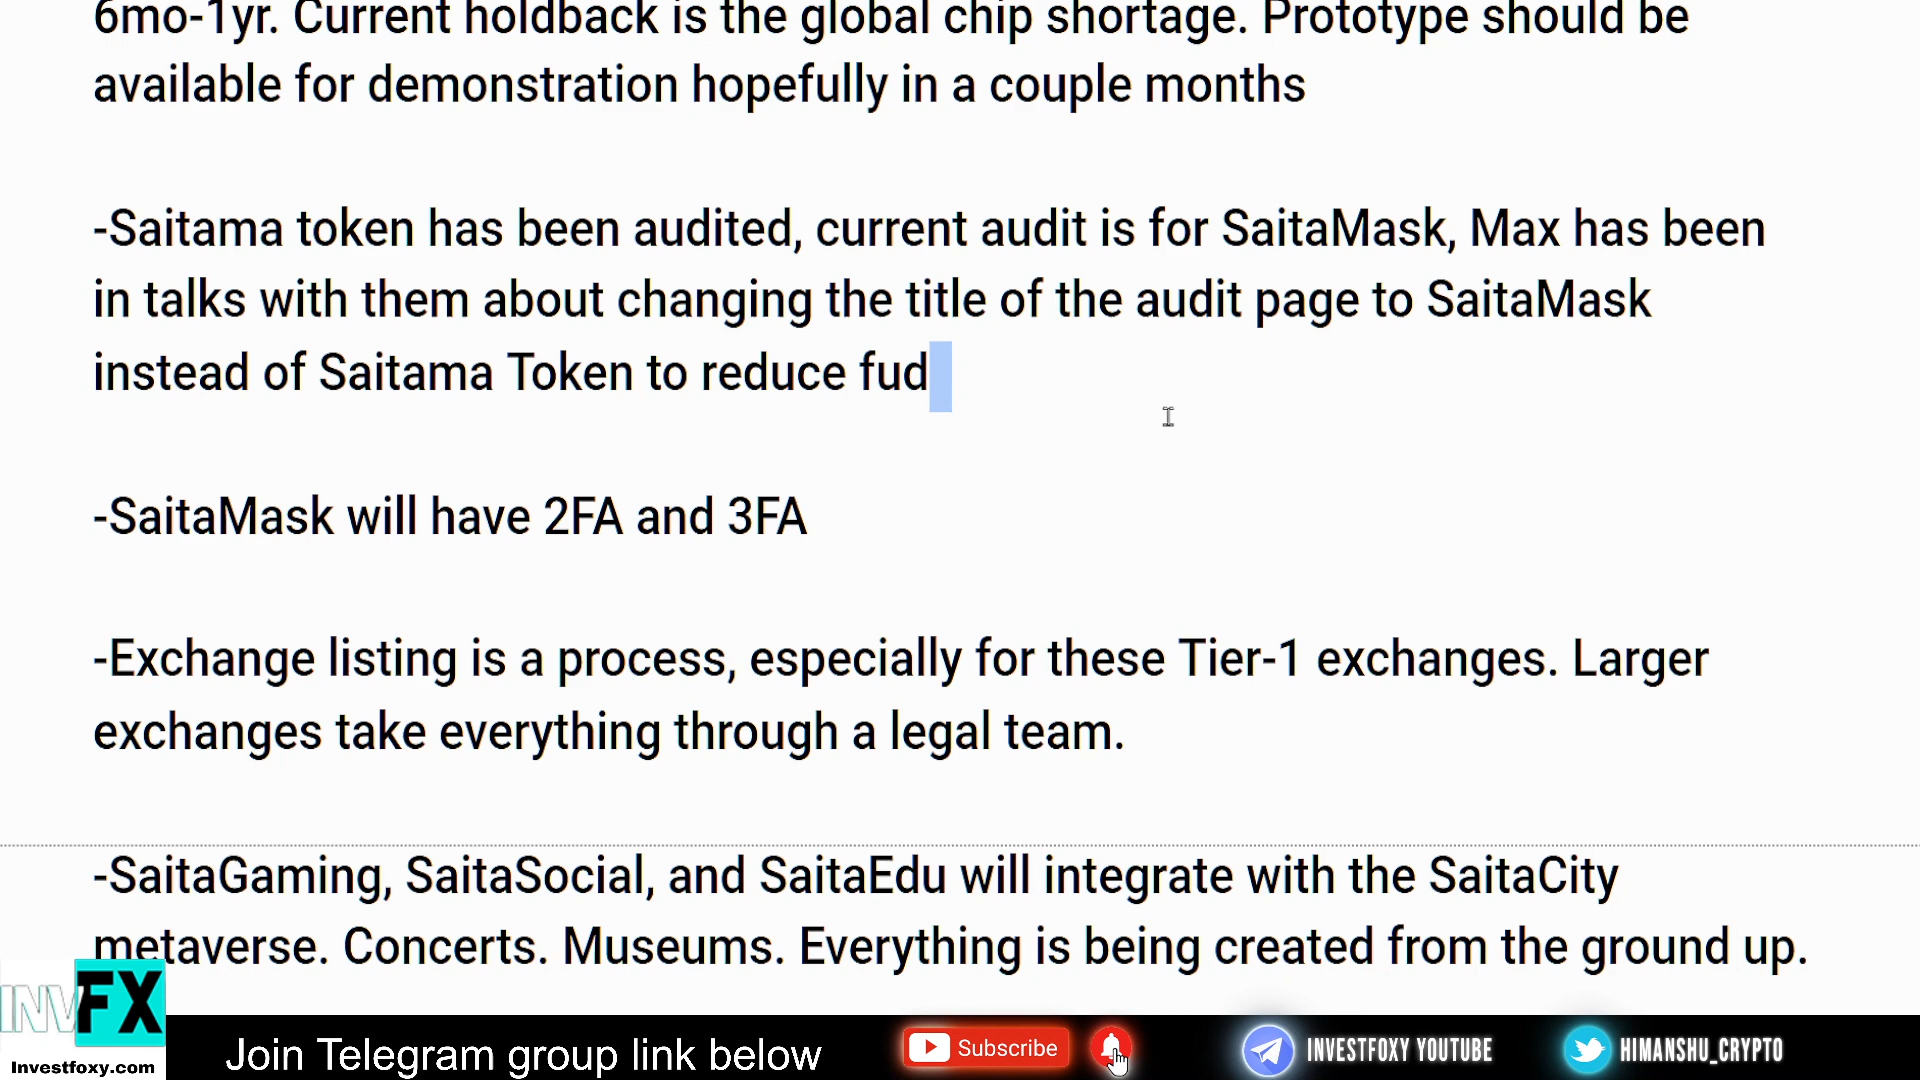 6mo-1yr. Current holdback is the global chip shortage. Prototype should be
available for demonstration hopefully in a couple months
-Saitama token has been audited, current audit is for SaitaMask, Max has been
in talks with them about changing the title of the audit page to SaitaMask
instead of Saitama Token to reduce fud
-SaitaMask will have 2FA and 3FA
-Exchange listing is a process, especially for these Tier-1 exchanges. Larger
exchanges take everything through a legal team.
-SaitaGaming, SaitaSocial, and SaitaEdu will integrate with the SaitaCity
metaverse. Concerts. Museums. Everything is being created from the ground up.
INVFX
Investfoxy.com
Join Telegram group link below
Subscribe
INVESTFOXY YOUTUBE
HIMANSHU_CRYPTO